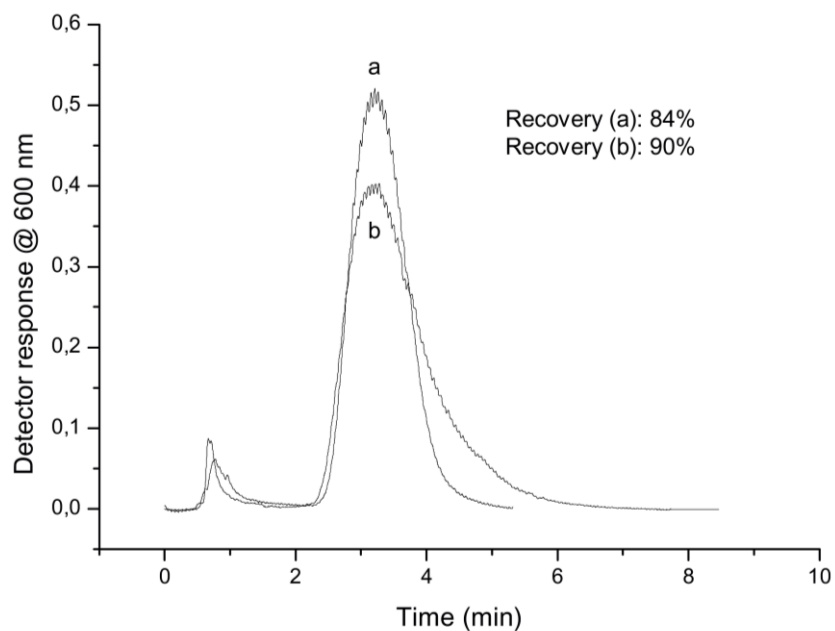 0,6
0,5
0,4
0,3
0,2
0,1
0,0
Detector response @ 600 nm
a
b
Recovery (a): 84%
Recovery (b): 90%
0
2
4
6
8
10
Time (min)